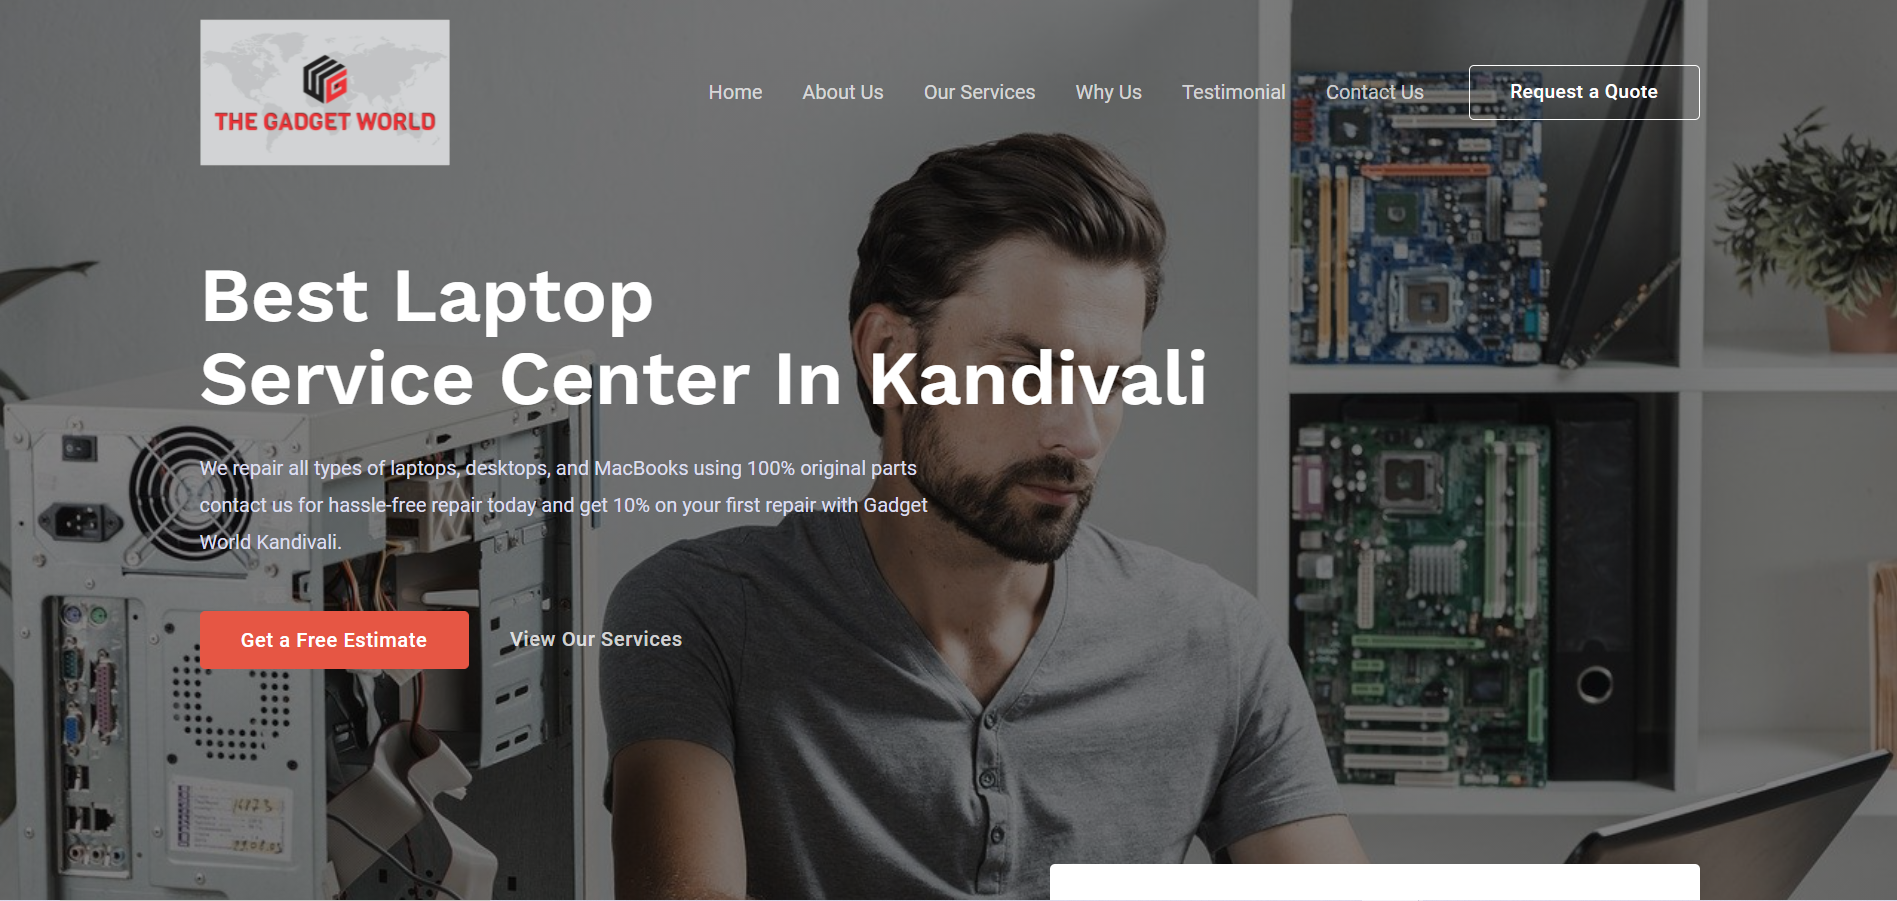 THE GADGET WORLD
Home About Us Our Services Why Us Testimonial Contact Us Request a Quote
Best Laptop
Service Center In Kandivali
We repair all types of laptops, desktops, and MacBooks using 100% original parts
contact us for hassle-free repair today and get 10% on your first repair with Gadget
World Kandivali.
Get a Free Estimate View Our Services